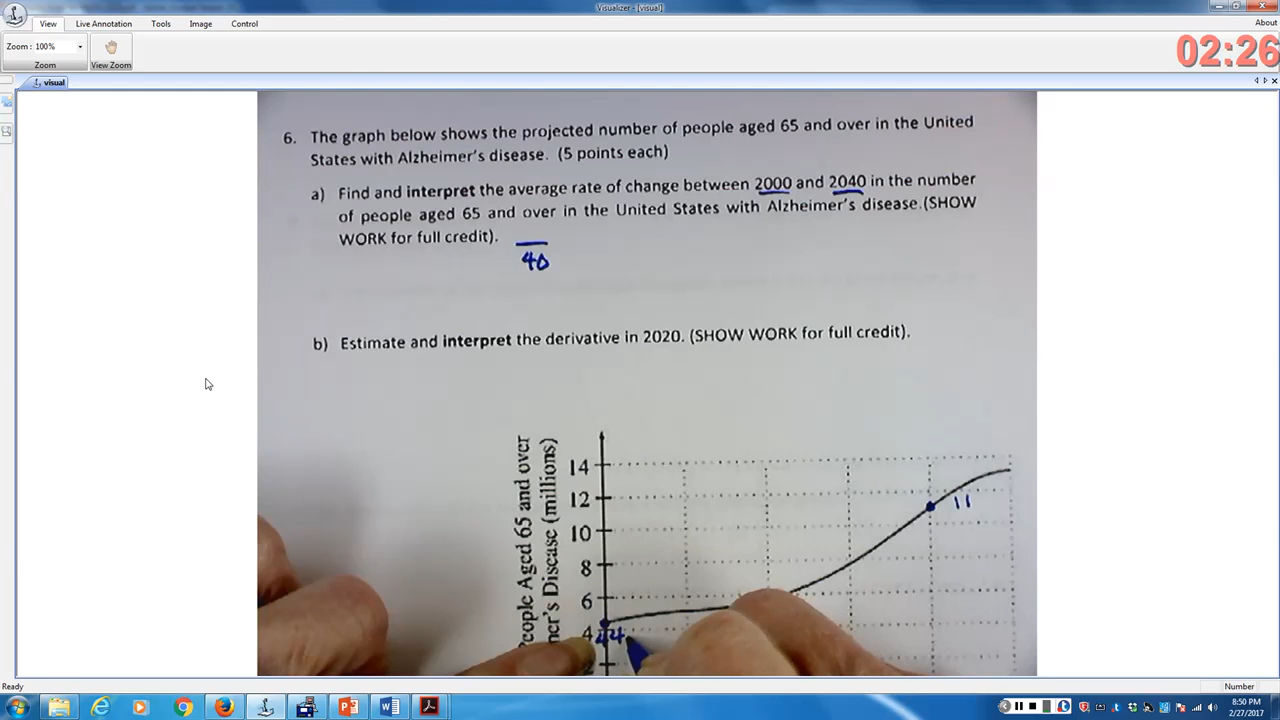 Visualizer - [visual]
View
Live Annotation
Tools
Image
Control
About
Zoom: 100%
View Zoom
Zoom
02:26
visual
6. The graph below shows the projected number of people aged 65 and over in the United
States with Alzheimer's disease. (5 points each)
a) Find and interpret the average rate of change between 2000 and 2040 in the number
of people aged 65 and over in the United States with Alzheimer's disease.(SHOW
WORK for full credit).
40
b) Estimate and interpret the derivative in 2020. (SHOW WORK for full credit).
People Aged 65 and over
mer's Disease (millions)
14
12
11
10
8
6
4
2
Ready
Number
8:50 PM
2/27/2017